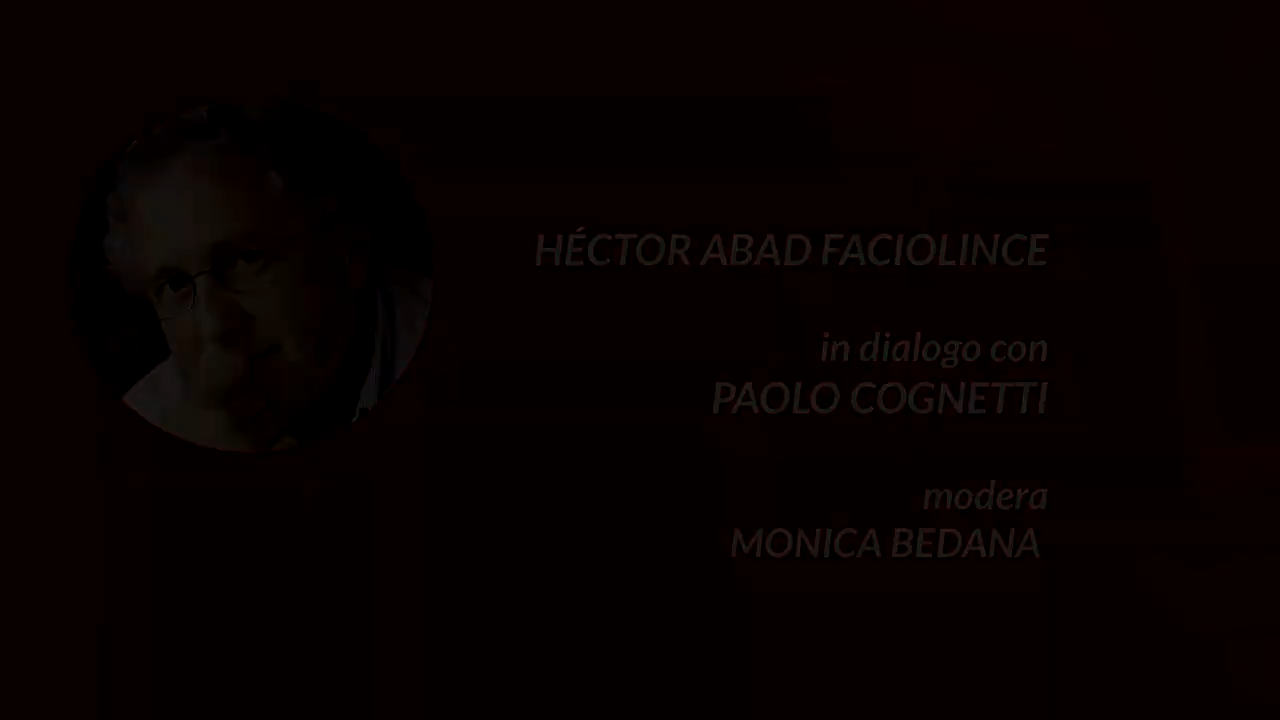 HÉCTOR ABAD FACIOLINCE
in dialogo con
PAOLO COGNETTI
modera
MONICA BEDANA